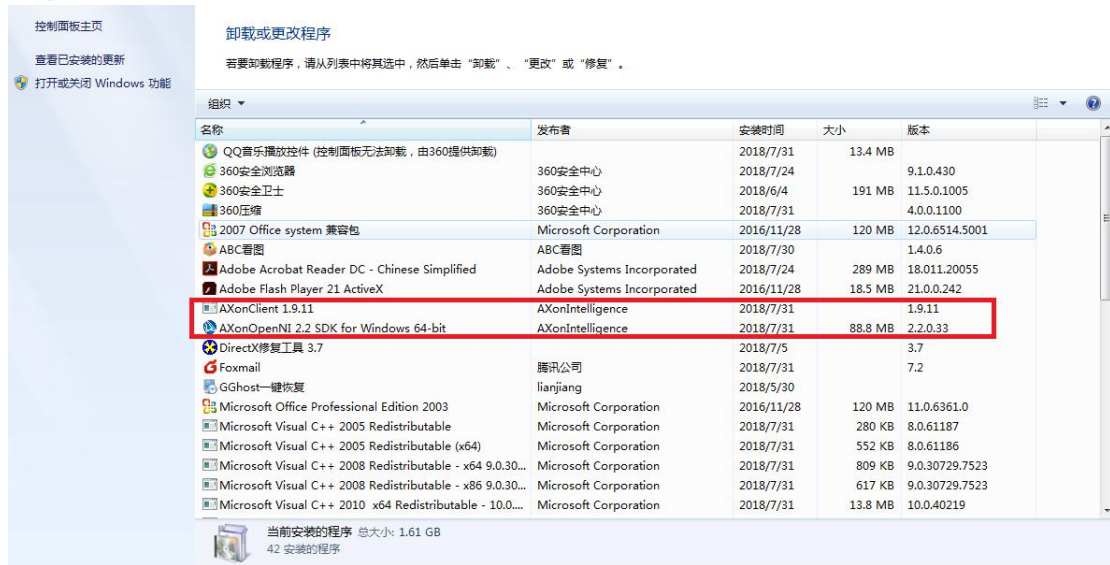 控制面板主页
查看已安装的更新
打开或关闭 Windows 功能
卸载或更改程序
若要卸载程序，请从列表中将其选中，然后单击“卸载”、“更改”或“修复”。
组织
名称 发布者 安装时间 大小 版本
QQ音乐播放控件 (控制面板无法卸载，由360提供卸载) 2018/7/31 13.4 MB
360安全浏览器 360安全中心 2018/7/24 9.1.0.430
360安全卫士 360安全中心 2018/6/4 191 MB 11.5.0.1005
360压缩 360安全中心 2018/7/31 4.0.0.1100
2007 Office system 兼容包 Microsoft Corporation 2016/11/28 120 MB 12.0.6514.5001
ABC看图 ABC看图 2018/7/30 1.4.0.6
Adobe Acrobat Reader DC - Chinese Simplified Adobe Systems Incorporated 2018/7/24 289 MB 18.011.20055
Adobe Flash Player 21 ActiveX Adobe Systems Incorporated 2016/11/28 18.5 MB 21.0.0.242
AXonClient 1.9.11 AXonIntelligence 2018/7/31 1.9.11
AXonOpenNI 2.2 SDK for Windows 64-bit AXonIntelligence 2018/7/31 88.8 MB 2.2.0.33
DirectX修复工具 3.7 2018/7/5 3.7
Foxmail 腾讯公司 2018/7/31 7.2
GGhost一键恢复 lianjiang 2018/5/30
Microsoft Office Professional Edition 2003 Microsoft Corporation 2016/11/28 120 MB 11.0.6361.0
Microsoft Visual C++ 2005 Redistributable Microsoft Corporation 2018/7/31 280 KB 8.0.61187
Microsoft Visual C++ 2005 Redistributable (x64) Microsoft Corporation 2018/7/31 552 KB 8.0.61186
Microsoft Visual C++ 2008 Redistributable - x64 9.0.30... Microsoft Corporation 2018/7/31 809 KB 9.0.30729.7523
Microsoft Visual C++ 2008 Redistributable - x86 9.0.30... Microsoft Corporation 2018/7/31 617 KB 9.0.30729.7523
Microsoft Visual C++ 2010  x64 Redistributable - 10.0.... Microsoft Corporation 2018/7/31 13.8 MB 10.0.40219
当前安装的程序 总大小: 1.61 GB
42 安装的程序